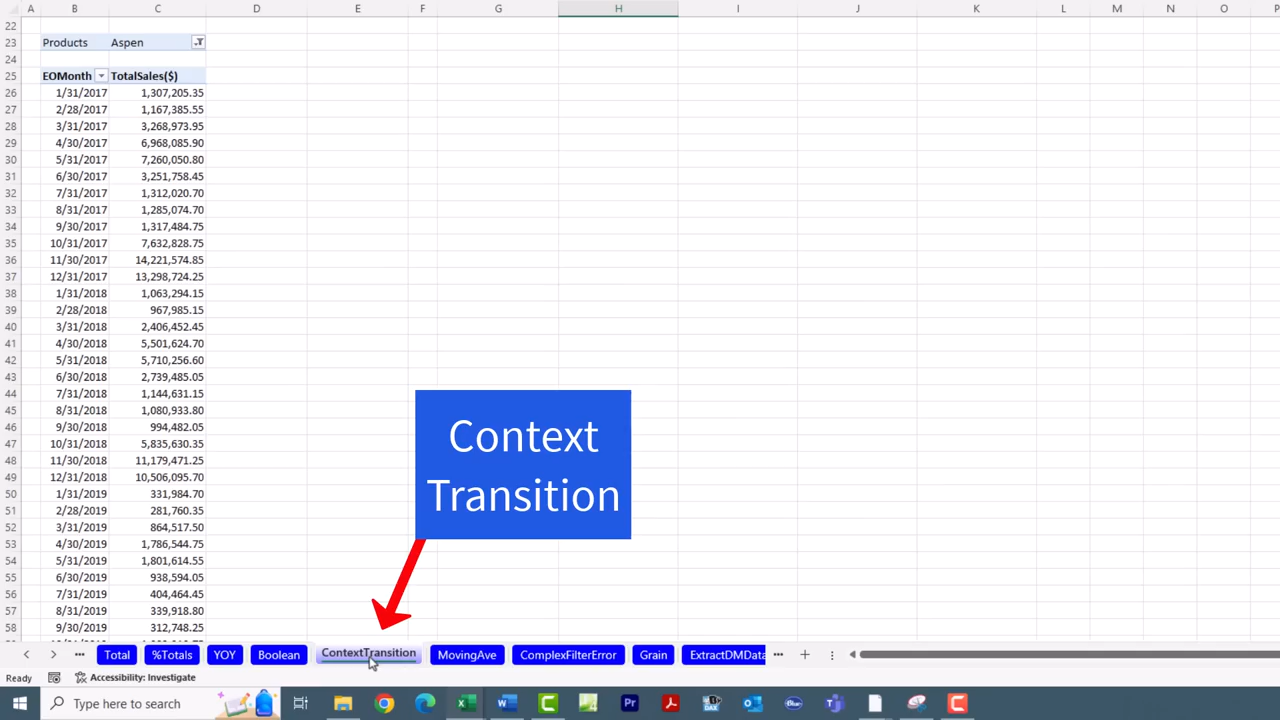 A B C D E F G H I J K L M N O P
22
23 Products Aspen
24
25 EOMonth TotalSales($)
26 1/31/2017 1,307,205.35
27 2/28/2017 1,167,385.55
28 3/31/2017 3,268,973.95
29 4/30/2017 6,968,085.90
30 5/31/2017 7,260,050.80
31 6/30/2017 3,251,758.45
32 7/31/2017 1,312,020.70
33 8/31/2017 1,285,074.70
34 9/30/2017 1,317,484.75
35 10/31/2017 7,632,828.75
36 11/30/2017 14,221,574.85
37 12/31/2017 13,298,724.25
38 1/31/2018 1,063,294.15
39 2/28/2018 967,985.15
40 3/31/2018 2,406,452.45
41 4/30/2018 5,501,624.70
42 5/31/2018 5,710,256.60
43 6/30/2018 2,739,485.05
44 7/31/2018 1,144,631.15
45 8/31/2018 1,080,933.80
46 9/30/2018 994,482.05
47 10/31/2018 5,835,630.35
48 11/30/2018 11,179,471.25
49 12/31/2018 10,506,095.70
50 1/31/2019 331,984.70
51 2/28/2019 281,760.35
52 3/31/2019 864,517.50
53 4/30/2019 1,786,544.75
54 5/31/2019 1,801,614.55
55 6/30/2019 938,594.05
56 7/31/2019 404,464.45
57 8/31/2019 339,918.80
58 9/30/2019 312,748.25
Context
Transition
Total %Totals YOY Boolean ContextTransition MovingAve ComplexFilterError Grain ExtractDMData
Ready Accessibility: Investigate
Type here to search